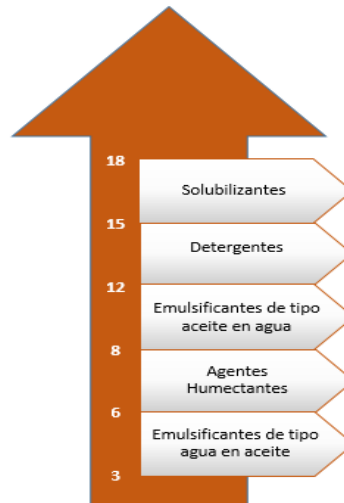 18
Solubilizantes
15
Detergentes
12
Emulsificantes de tipo
aceite en agua
8
Agentes
Humectantes
6
Emulsificantes de tipo
agua en aceite
3